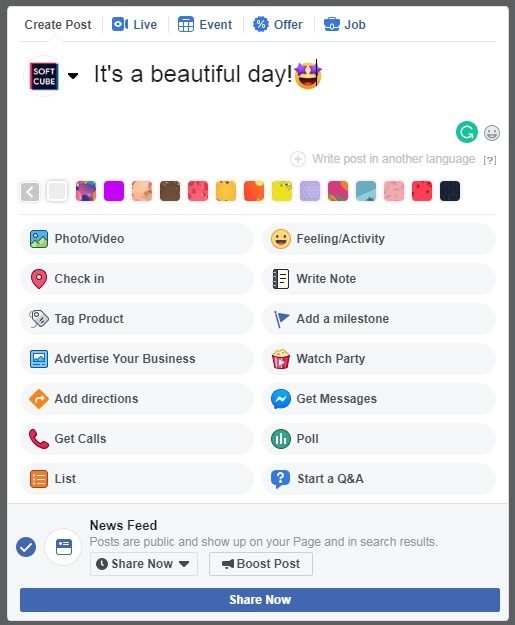 Create Post Live Event Offer Job
SOFT
CUBE
It's a beautiful day!🤩
Write post in another language [?]
Photo/Video Feeling/Activity
Check in Write Note
Tag Product Add a milestone
Advertise Your Business Watch Party
Add directions Get Messages
Get Calls Poll
List Start a Q&A
News Feed
Posts are public and show up on your Page and in search results.
Share Now Boost Post
Share Now